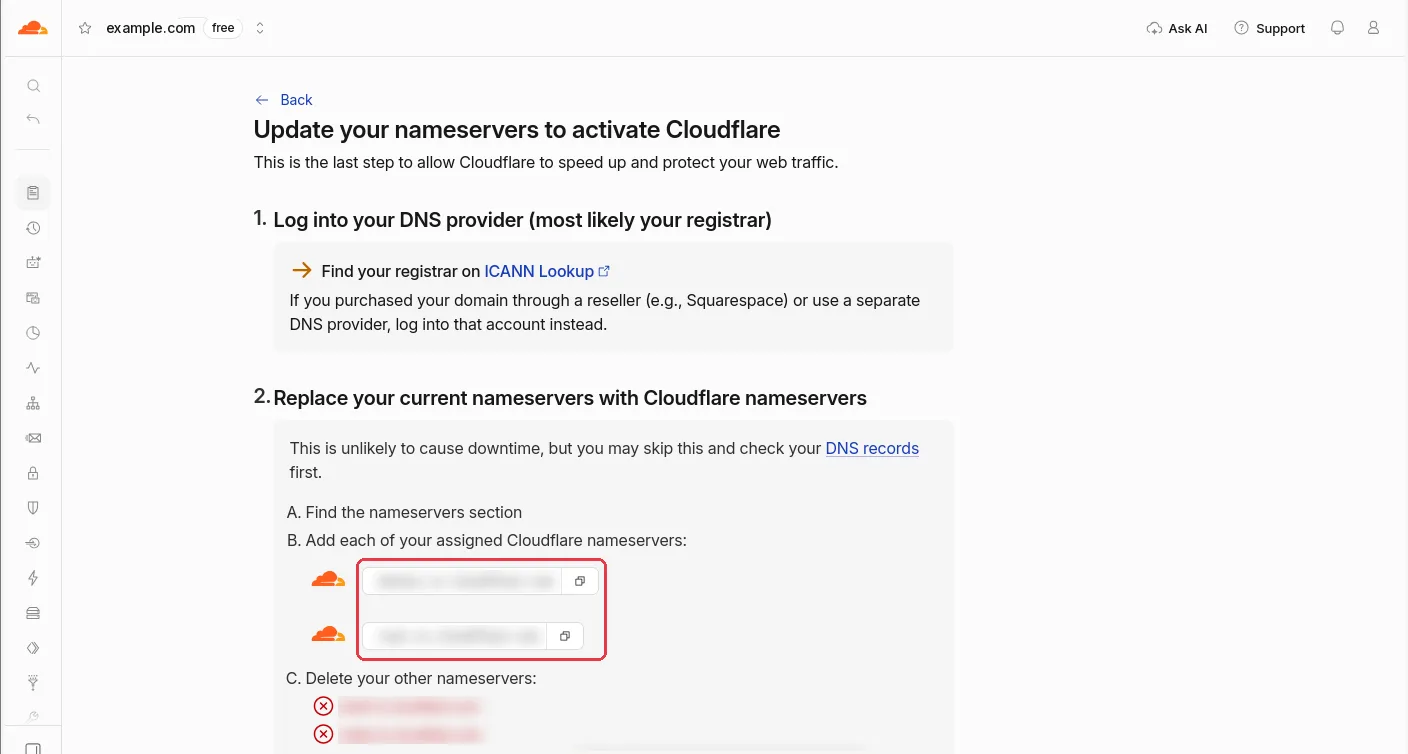 example.com free
Ask AI
Support
Back
Update your nameservers to activate Cloudflare
This is the last step to allow Cloudflare to speed up and protect your web traffic.
1. Log into your DNS provider (most likely your registrar)
Find your registrar on ICANN Lookup
If you purchased your domain through a reseller (e.g., Squarespace) or use a separate
DNS provider, log into that account instead.
2. Replace your current nameservers with Cloudflare nameservers
This is unlikely to cause downtime, but you may skip this and check your DNS records
first.
A. Find the nameservers section
B. Add each of your assigned Cloudflare nameservers:
C. Delete your other nameservers: